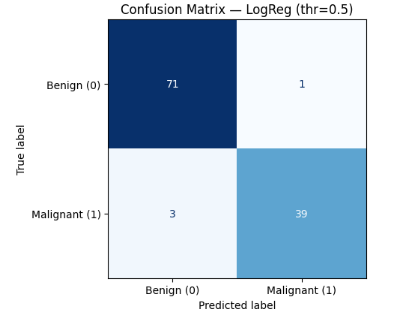 Confusion Matrix — LogReg (thr=0.5)
True label
Benign (0)
71
1
Malignant (1)
3
39
Benign (0)
Malignant (1)
Predicted label